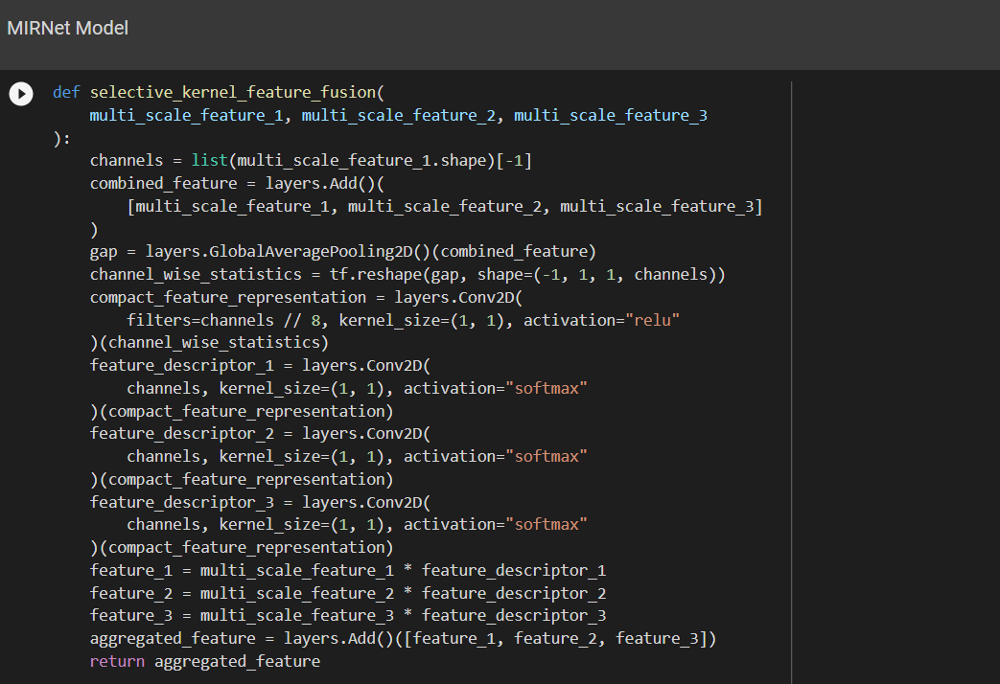 MIRNet Model
def selective_kernel_feature_fusion(
    multi_scale_feature_1, multi_scale_feature_2, multi_scale_feature_3
):
    channels = list(multi_scale_feature_1.shape)[-1]
    combined_feature = layers.Add()(
        [multi_scale_feature_1, multi_scale_feature_2, multi_scale_feature_3]
    )
    gap = layers.GlobalAveragePooling2D()(combined_feature)
    channel_wise_statistics = tf.reshape(gap, shape=(-1, 1, 1, channels))
    compact_feature_representation = layers.Conv2D(
        filters=channels // 8, kernel_size=(1, 1), activation="relu"
    )(channel_wise_statistics)
    feature_descriptor_1 = layers.Conv2D(
        channels, kernel_size=(1, 1), activation="softmax"
    )(compact_feature_representation)
    feature_descriptor_2 = layers.Conv2D(
        channels, kernel_size=(1, 1), activation="softmax"
    )(compact_feature_representation)
    feature_descriptor_3 = layers.Conv2D(
        channels, kernel_size=(1, 1), activation="softmax"
    )(compact_feature_representation)
    feature_1 = multi_scale_feature_1 * feature_descriptor_1
    feature_2 = multi_scale_feature_2 * feature_descriptor_2
    feature_3 = multi_scale_feature_3 * feature_descriptor_3
    aggregated_feature = layers.Add()([feature_1, feature_2, feature_3])
    return aggregated_feature